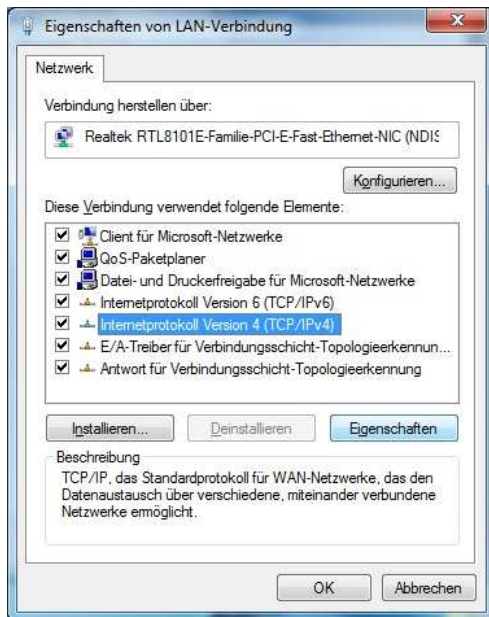 Eigenschaften von LAN-Verbindung
Netzwerk
Verbindung herstellen über:
Realtek RTL8101E-Familie-PCI-E-Fast-Ethernet-NIC (NDIS
Konfigurieren...
Diese Verbindung verwendet folgende Elemente:
Client für Microsoft-Netzwerke
QoS-Paketplaner
Datei- und Druckerfreigabe für Microsoft-Netzwerke
Internetprotokoll Version 6 (TCP/IPv6)
Internetprotokoll Version 4 (TCP/IPv4)
E/A-Treiber für Verbindungsschicht-Topologieerkennun...
Antwort für Verbindungsschicht-Topologieerkennung
Installieren... Deinstallieren Eigenschaften
Beschreibung
TCP/IP, das Standardprotokoll für WAN-Netzwerke, das den
Datenaustausch über verschiedene, miteinander verbundene
Netzwerke ermöglicht.
OK Abbrechen